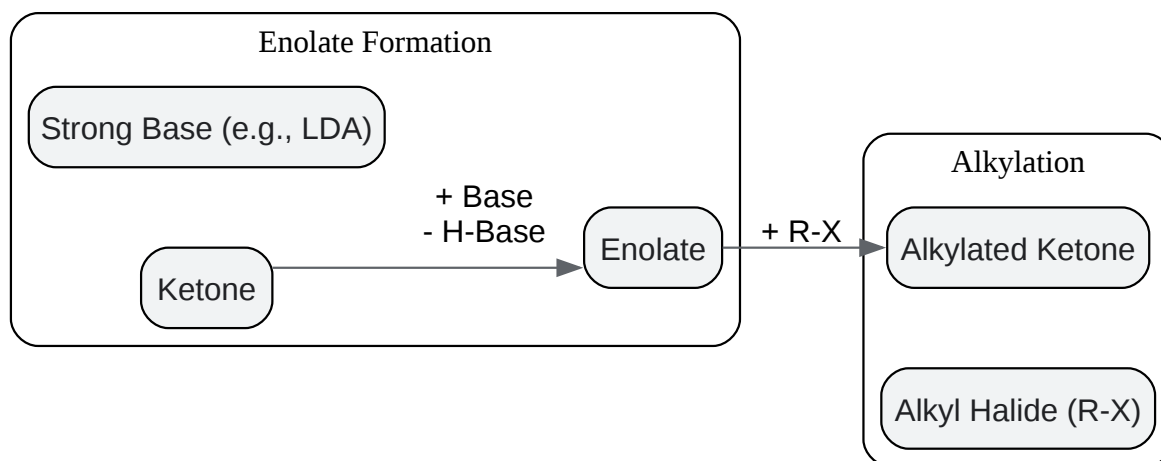 Enolate Formation
Strong Base (e.g., LDA)
+ Base
- H-Base
Ketone
Enolate
+ R-X
Alkylation
Alkylated Ketone
Alkyl Halide (R-X)